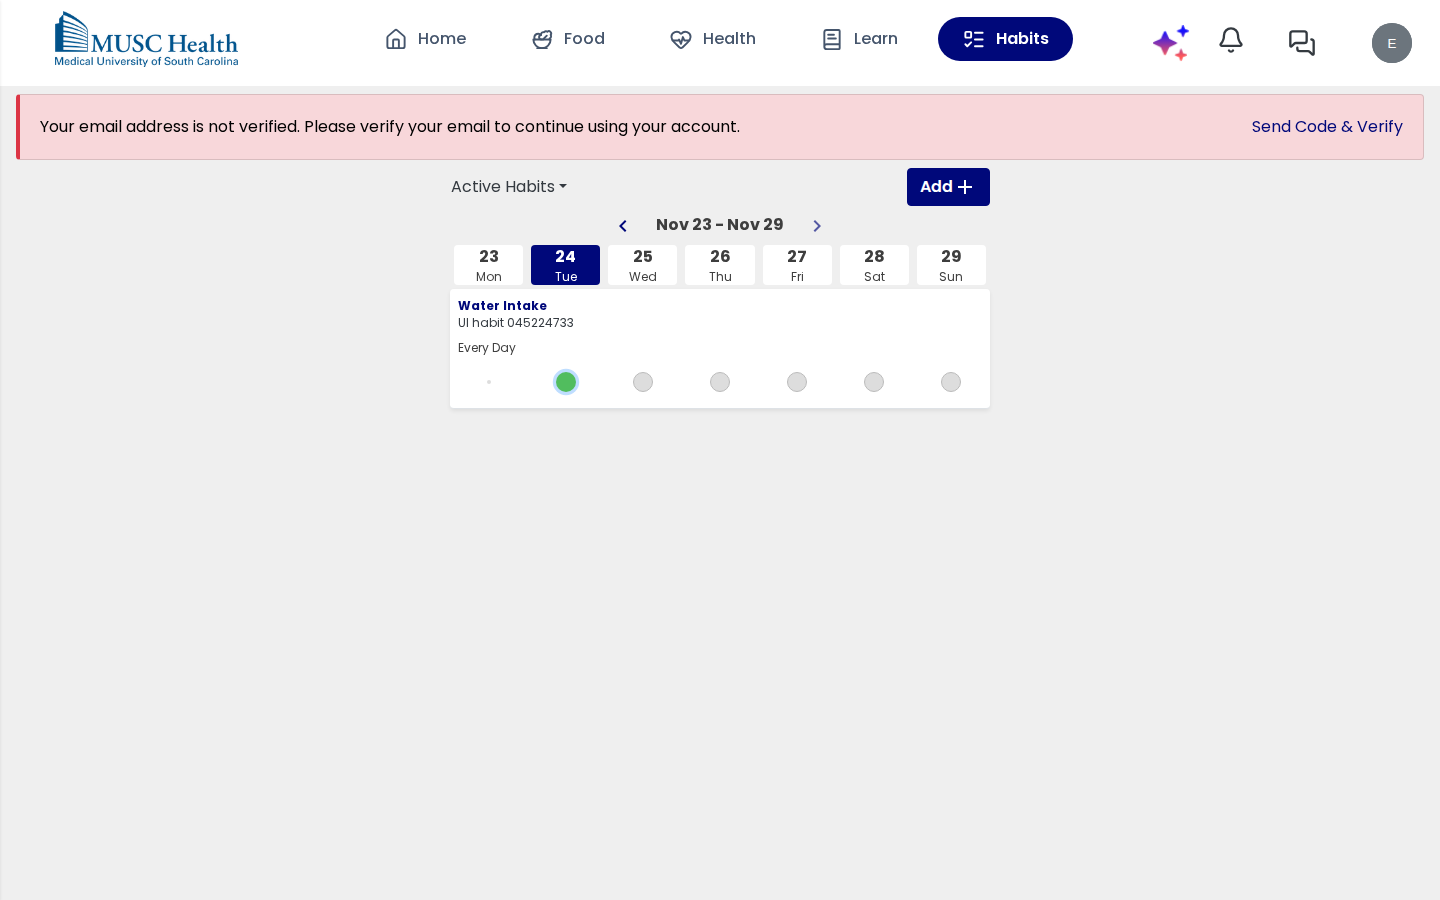 MUSC Health
Medical University of South Carolina
Home
Food
Health
Learn
Habits
E
Your email address is not verified. Please verify your email to continue using your account.
Send Code & Verify
Active Habits
Add
Nov 23 - Nov 29
23 24 25 26 27 28 29
Mon Tue Wed Thu Fri Sat Sun
Water Intake
UI habit 045224733
Every Day